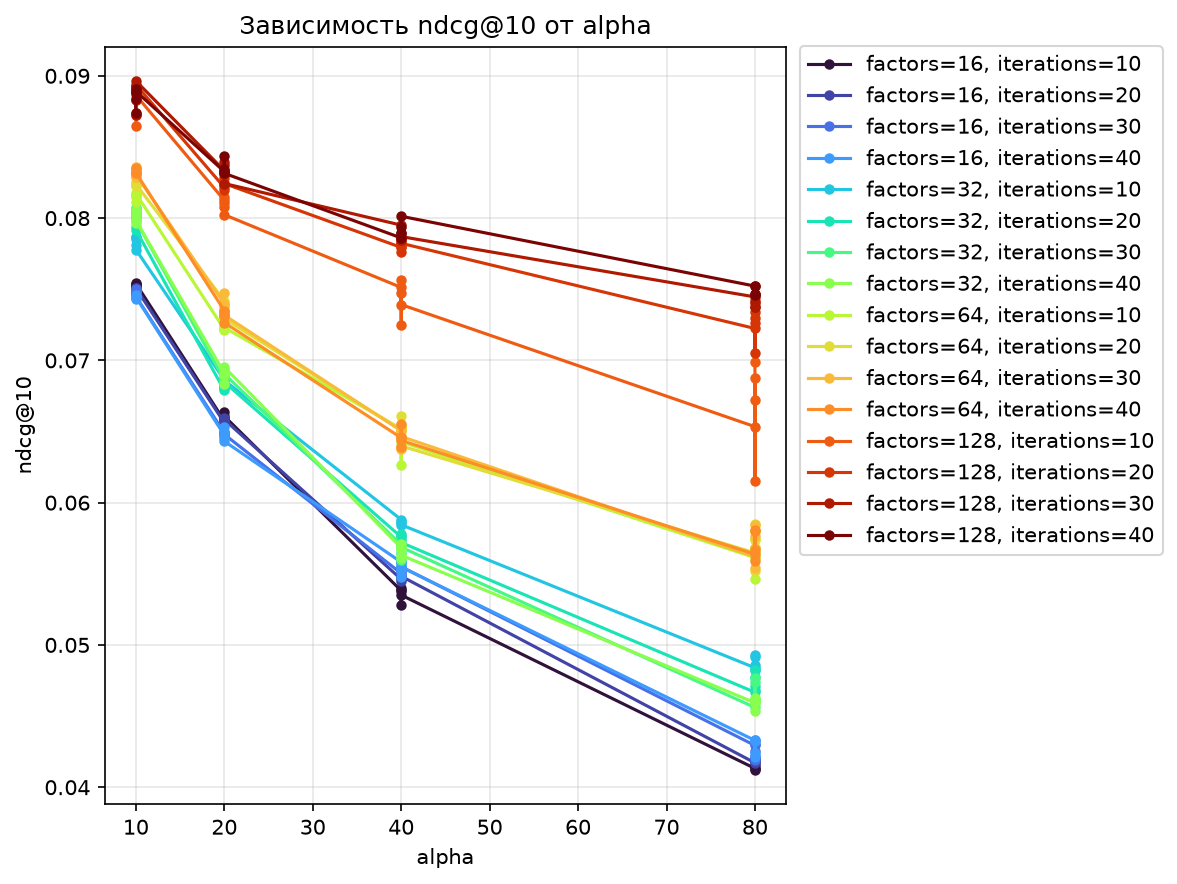 Зависимость ndcg@10 от alpha
ndcg@10
0.09
0.08
0.07
0.06
0.05
0.04
10 20 30 40 50 60 70 80
alpha
factors=16, iterations=10
factors=16, iterations=20
factors=16, iterations=30
factors=16, iterations=40
factors=32, iterations=10
factors=32, iterations=20
factors=32, iterations=30
factors=32, iterations=40
factors=64, iterations=10
factors=64, iterations=20
factors=64, iterations=30
factors=64, iterations=40
factors=128, iterations=10
factors=128, iterations=20
factors=128, iterations=30
factors=128, iterations=40